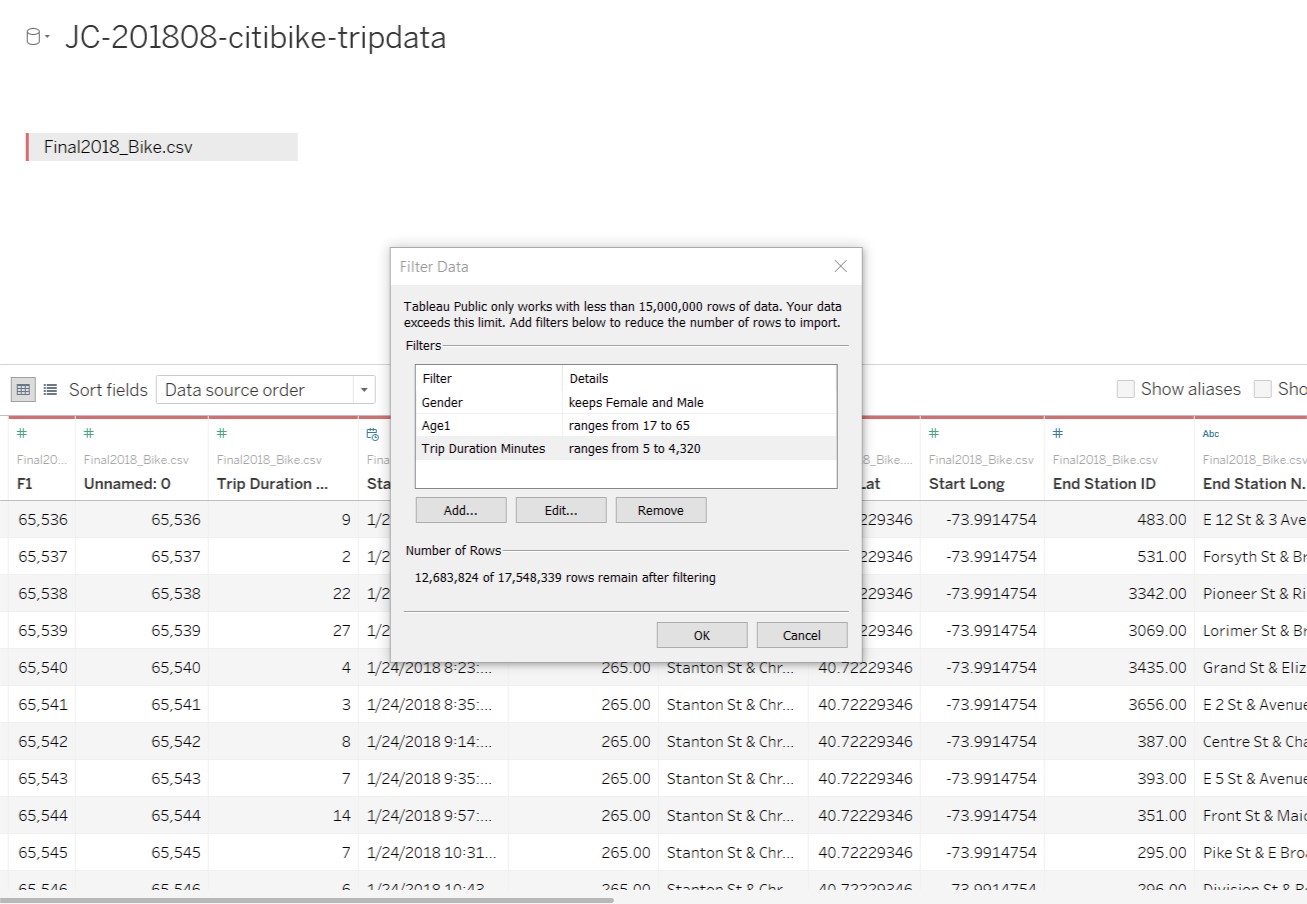 JC-201808-citibike-tripdata
Final2018_Bike.csv
Filter Data
Tableau Public only works with less than 15,000,000 rows of data. Your data
exceeds this limit. Add filters below to reduce the number of rows to import.
Filters
Filter Details
Gender keeps Female and Male
Age1 ranges from 17 to 65
Trip Duration Minutes ranges from 5 to 4,320
Add... Edit... Remove
Number of Rows
12,683,824 of 17,548,339 rows remain after filtering
OK Cancel
Sort fields Data source order Show aliases Sho
# # # # # Abc
Final20... Final2018_Bike.csv Final2018_Bike.csv Fina 8_Bike.... Final2018_Bike.csv Final2018_Bike.csv Final2018_Bike.csv
F1 Unnamed: 0 Trip Duration ... Sta Lat Start Long End Station ID End Station N.
65,536 65,536 9 1/2 229346 -73.9914754 483.00 E 12 St & 3 Ave
65,537 65,537 2 1/2 229346 -73.9914754 531.00 Forsyth St & Br
65,538 65,538 22 1/2 229346 -73.9914754 3342.00 Pioneer St & Ri
65,539 65,539 27 1/2 229346 -73.9914754 3069.00 Lorimer St & Br
65,540 65,540 4 1/24/2018 8:23:... 265.00 Stanton St & Chr... 40.72229346 -73.9914754 3435.00 Grand St & Eliz
65,541 65,541 3 1/24/2018 8:35:... 265.00 Stanton St & Chr... 40.72229346 -73.9914754 3656.00 E 2 St & Avenue
65,542 65,542 8 1/24/2018 9:14:... 265.00 Stanton St & Chr... 40.72229346 -73.9914754 387.00 Centre St & Cha
65,543 65,543 7 1/24/2018 9:35:... 265.00 Stanton St & Chr... 40.72229346 -73.9914754 393.00 E 5 St & Avenue
65,544 65,544 14 1/24/2018 9:57:... 265.00 Stanton St & Chr... 40.72229346 -73.9914754 351.00 Front St & Maid
65,545 65,545 7 1/24/2018 10:31... 265.00 Stanton St & Chr... 40.72229346 -73.9914754 295.00 Pike St & E Broa
65,546 65,546 6 1/24/2018 10:43... 265.00 Stanton St & Chr... 40.72229346 -73.9914754 296.00 Division St & B